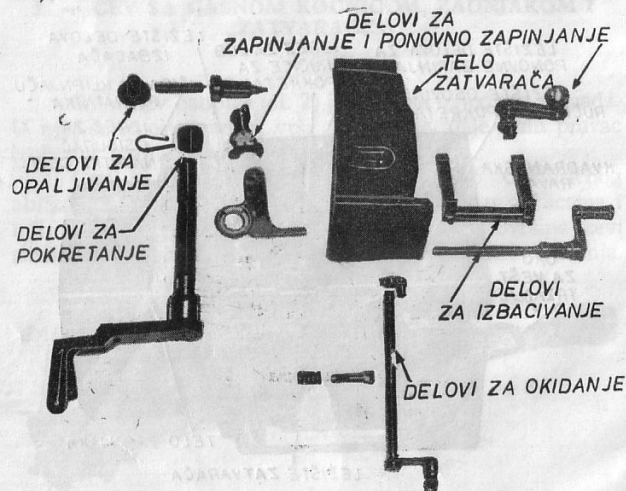 DELOVI ZA
ZAPINJANJE I PONOVNO ZAPINJANJE
TELO
ZATVARAČA
DELOVI ZA
OPALJIVANJE
DELOVI ZA
POKRETANJE
DELOVI
ZA IZBACIVANJE
DELOVI ZA OKIDANJE